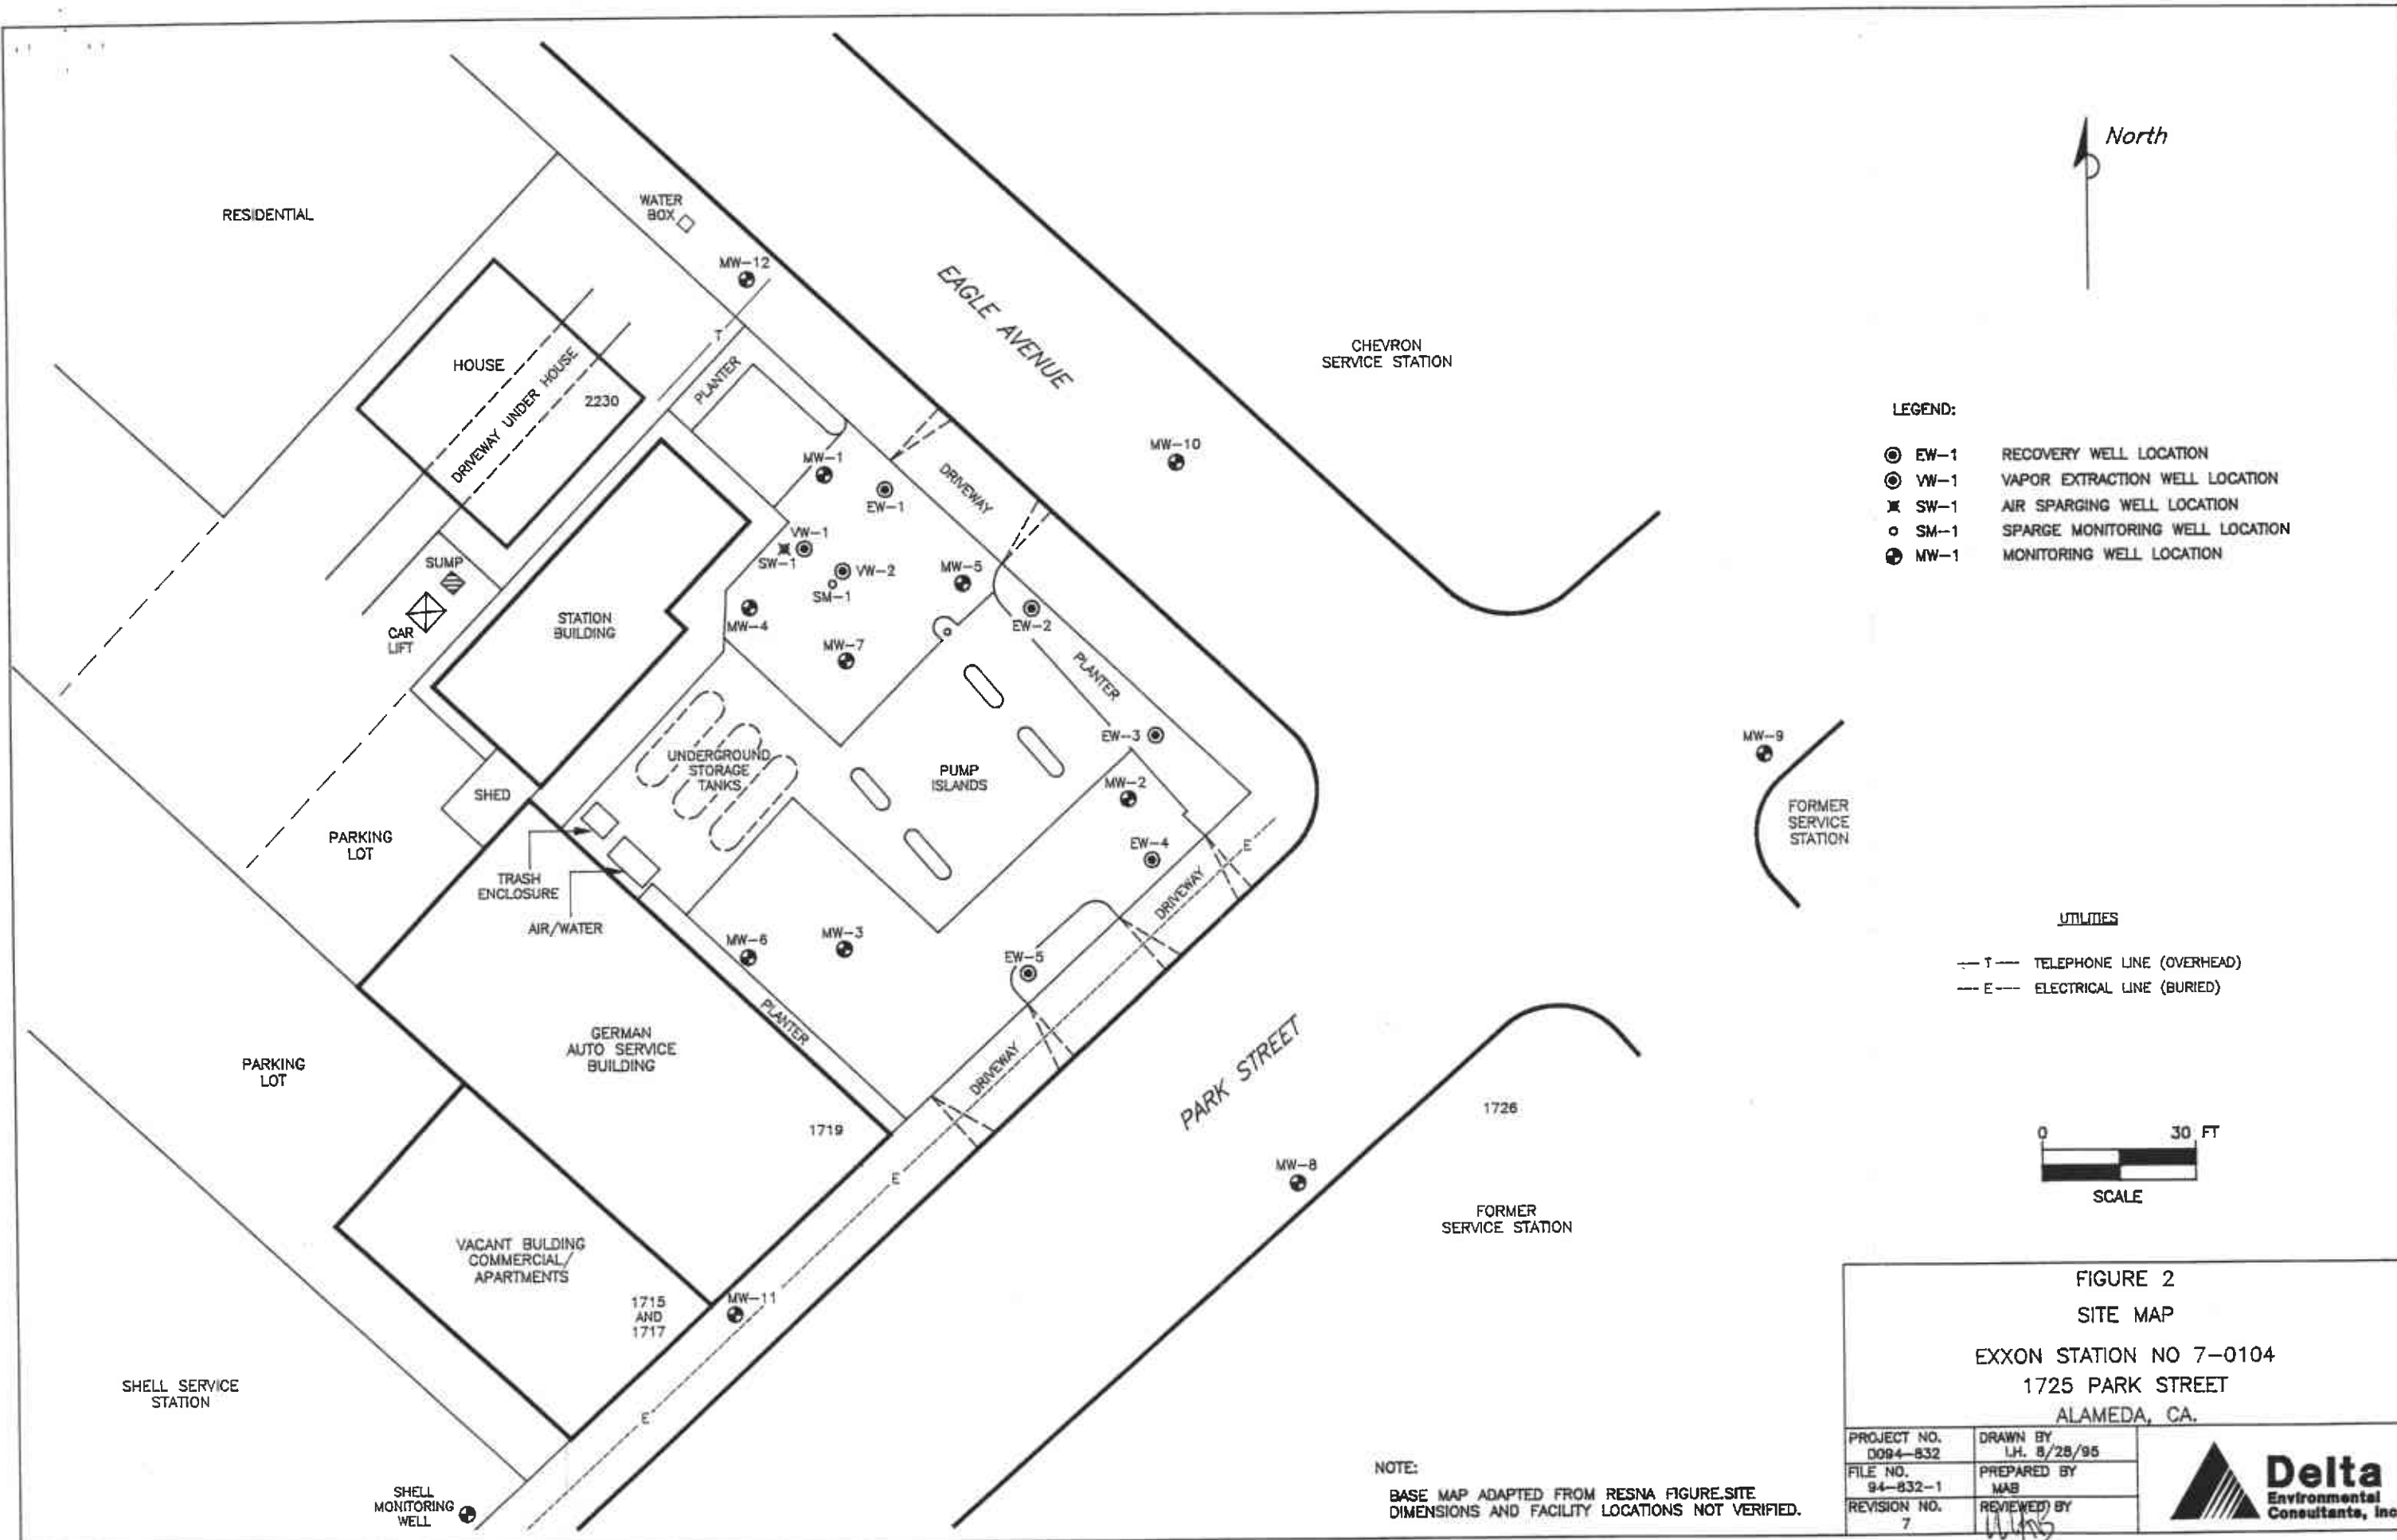 RESIDENTIAL
WATER
BOX
MW-12
EAGLE AVENUE
North
CHEVRON
SERVICE STATION
HOUSE
DRIVEWAY UNDER HOUSE
2230
T
PLANTER
MW-1
EW-1
DRIVEWAY
MW-10
LEGEND:
EW-1 RECOVERY WELL LOCATION
VW-1 VAPOR EXTRACTION WELL LOCATION
SW-1 AIR SPARGING WELL LOCATION
SM-1 SPARGE MONITORING WELL LOCATION
MW-1 MONITORING WELL LOCATION
VW-1
SW-1
VW-2
SM-1
MW-5
EW-2
SUMP
CAR
LIFT
STATION
BUILDING
MW-4
MW-7
PLANTER
EW-3
MW-9
UNDERGROUND
STORAGE
TANKS
PUMP
ISLANDS
MW-2
EW-4
E
FORMER
SERVICE
STATION
SHED
PARKING
LOT
TRASH
ENCLOSURE
AIR/WATER
DRIVEWAY
MW-6
MW-3
EW-5
UTILITIES
T TELEPHONE LINE (OVERHEAD)
E ELECTRICAL LINE (BURIED)
PLANTER
GERMAN
AUTO SERVICE
BUILDING
DRIVEWAY
PARK STREET
PARKING
LOT
1719
1726
0 30 FT
SCALE
E
MW-8
FORMER
SERVICE STATION
VACANT BULDING
COMMERCIAL/
APARTMENTS
1715
AND
1717
MW-11
SHELL SERVICE
STATION
E
SHELL
MONITORING
WELL
NOTE:
BASE MAP ADAPTED FROM RESNA FIGURE.SITE
DIMENSIONS AND FACILITY LOCATIONS NOT VERIFIED.
FIGURE 2
SITE MAP
EXXON STATION NO 7-0104
1725 PARK STREET
ALAMEDA, CA.
PROJECT NO.
D094-832
DRAWN BY
I.H. 8/28/95
FILE NO.
94-832-1
PREPARED BY
MAB
REVISION NO.
7
REVIEWED BY
Delta
Environmental
Consultants, Inc